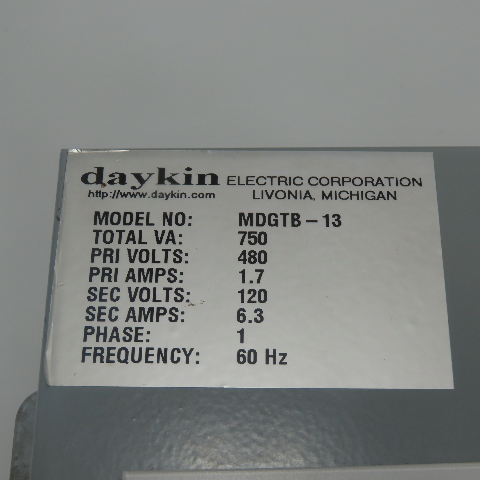 daykin ELECTRIC CORPORATION
http://www.daykin.com LIVONIA, MICHIGAN
MODEL NO: MDGTB-13
TOTAL VA: 750
PRI VOLTS: 480
PRI AMPS: 1.7
SEC VOLTS: 120
SEC AMPS: 6.3
PHASE: 1
FREQUENCY: 60 Hz